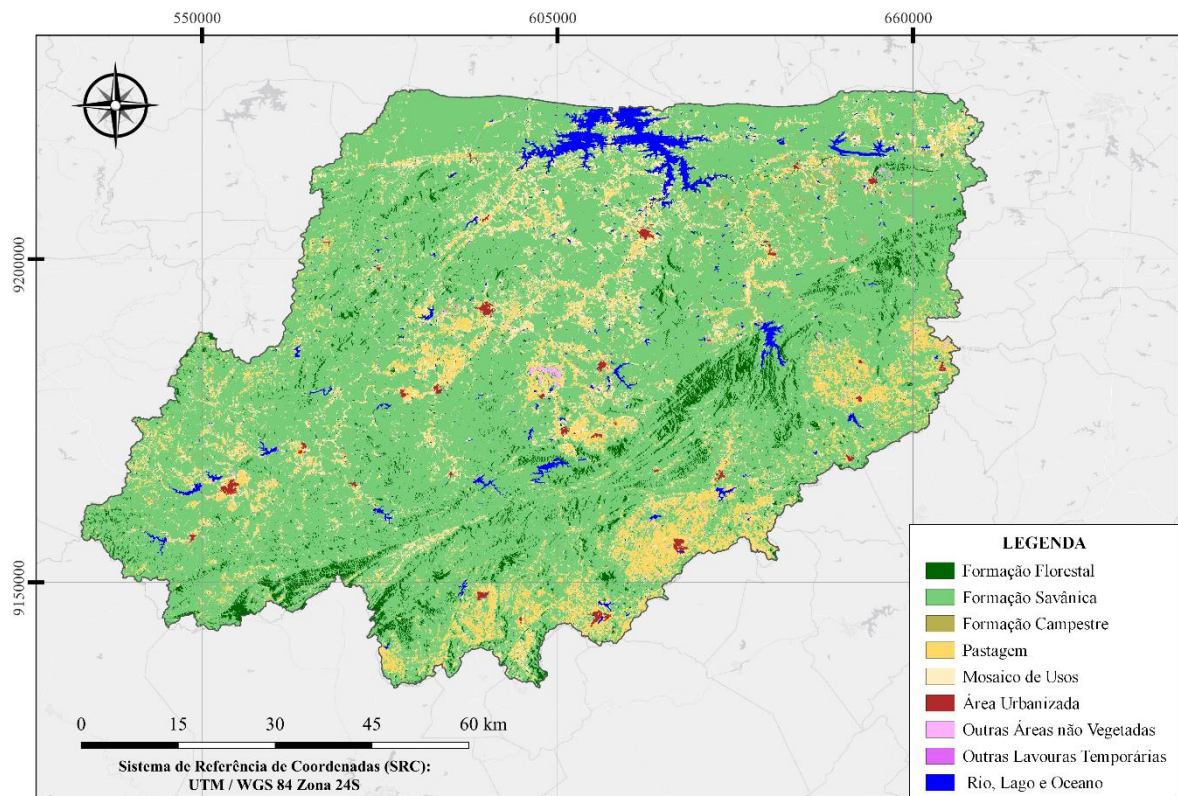 550000
605000
660000
9200000
9150000
0
15
30
45
60 km
Sistema de Referência de Coordenadas (SRC):
UTM / WGS 84 Zona 24S
LEGENDA
Formação Florestal
Formação Savânica
Formação Campestre
Pastagem
Mosaico de Usos
Área Urbanizada
Outras Áreas não Vegetadas
Outras Lavouras Temporárias
Rio, Lago e Oceano